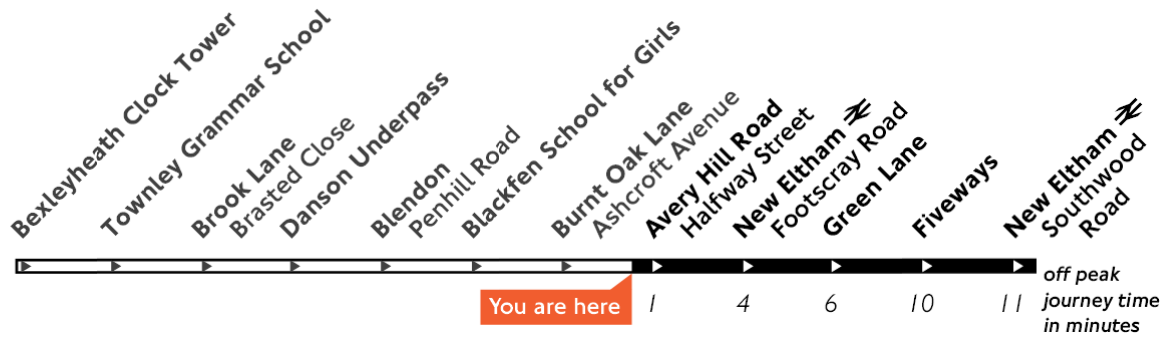 Bexleyheath Clock Tower
Townley Grammar School
Brook Lane
Brasted Close
Danson Underpass
Blendon
Penhill Road
Blackfen School for Girls
Burnt Oak Lane
Ashcroft Avenue
Avery Hill Road
Halfway Street
New Eltham
Footscray Road
Green Lane
Fiveways
New Eltham
Southwood
Road
You are here
1
4
6
10
11
off peak
journey time
in minutes